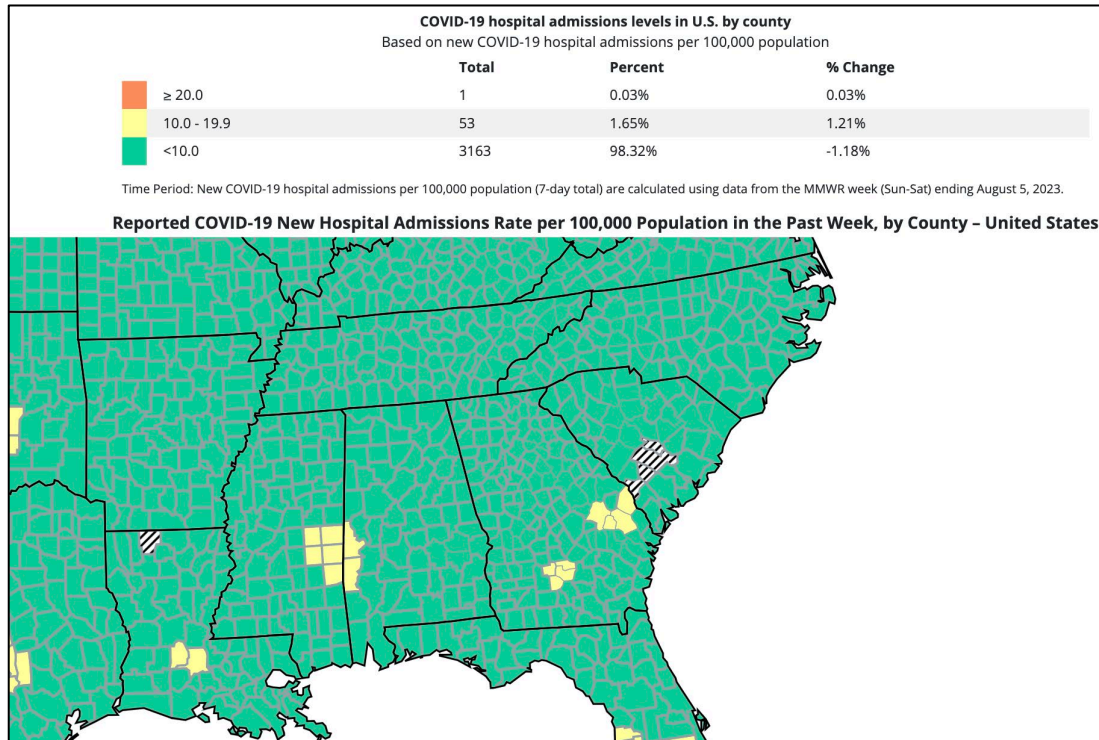 COVID-19 hospital admissions levels in U.S. by county
Based on new COVID-19 hospital admissions per 100,000 population
Total Percent % Change
≥ 20.0 1 0.03% 0.03%
10.0 - 19.9 53 1.65% 1.21%
<10.0 3163 98.32% -1.18%
Time Period: New COVID-19 hospital admissions per 100,000 population (7-day total) are calculated using data from the MMWR week (Sun-Sat) ending August 5, 2023.
Reported COVID-19 New Hospital Admissions Rate per 100,000 Population in the Past Week, by County – United States